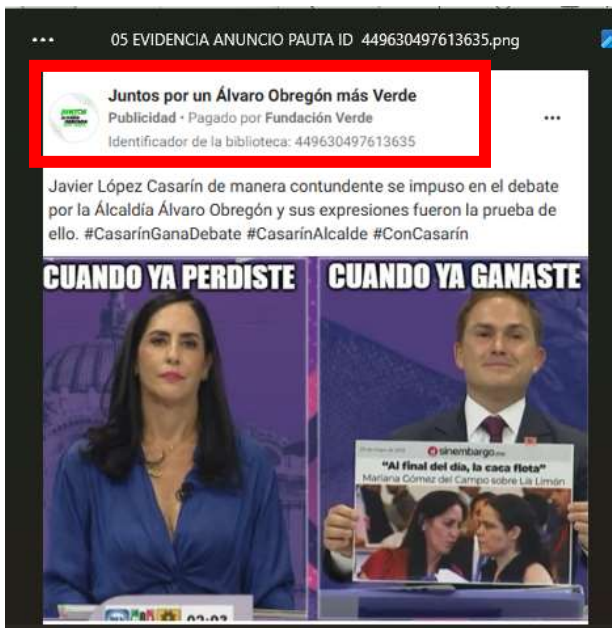 05 EVIDENCIA ANUNCIO PAUTA ID 449630497613635.png
Juntos por un Álvaro Obregón más Verde
Publicidad · Pagado por Fundación Verde
Identificador de la biblioteca: 449630497613635
Javier López Casarín de manera contundente se impuso en el debate
por la Álcaldía Álvaro Obregón y sus expresiones fueron la prueba de
ello. #CasarínGanaDebate #CasarínAlcalde #ConCasarín
CUANDO YA PERDISTE
CUANDO YA GANASTE
sinembargo.mx
"Al final del día, la caca flota"
Mariana Gómez del Campo sobre Lía Limón